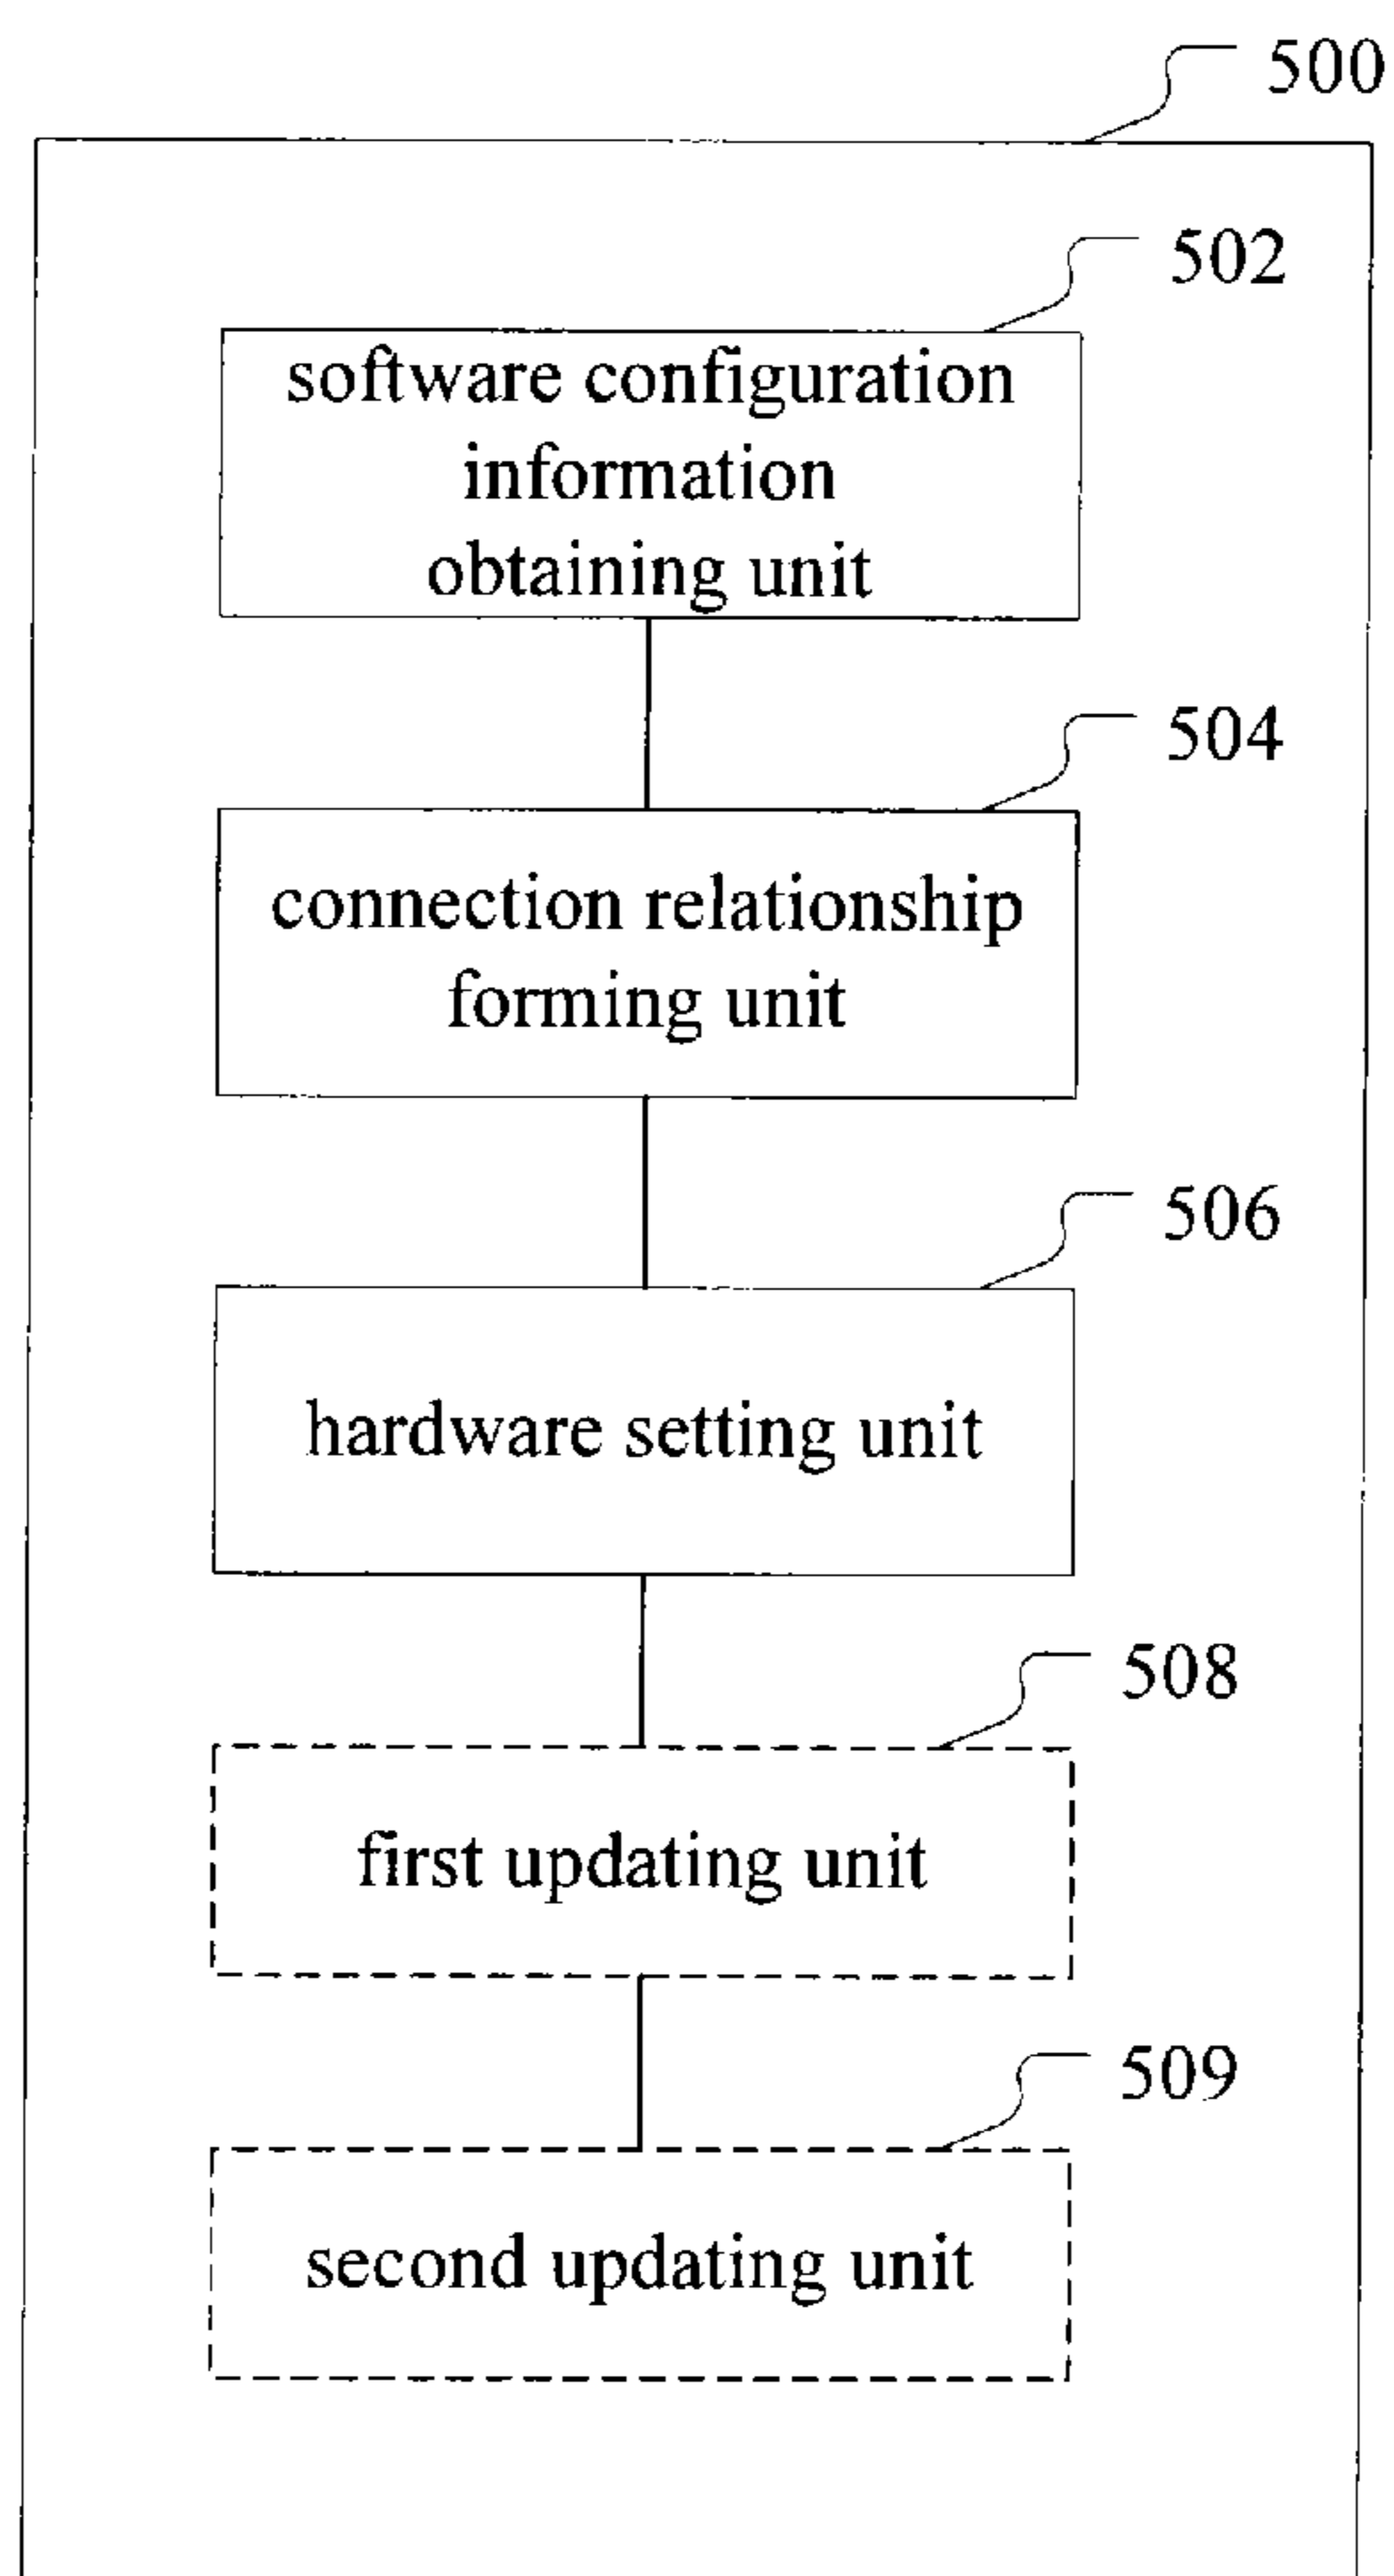 500
502
software configuration
information
obtaining unit
504
connection relationship
forming unit
506
hardware setting unit
508
first updating unit
509
second updating unit